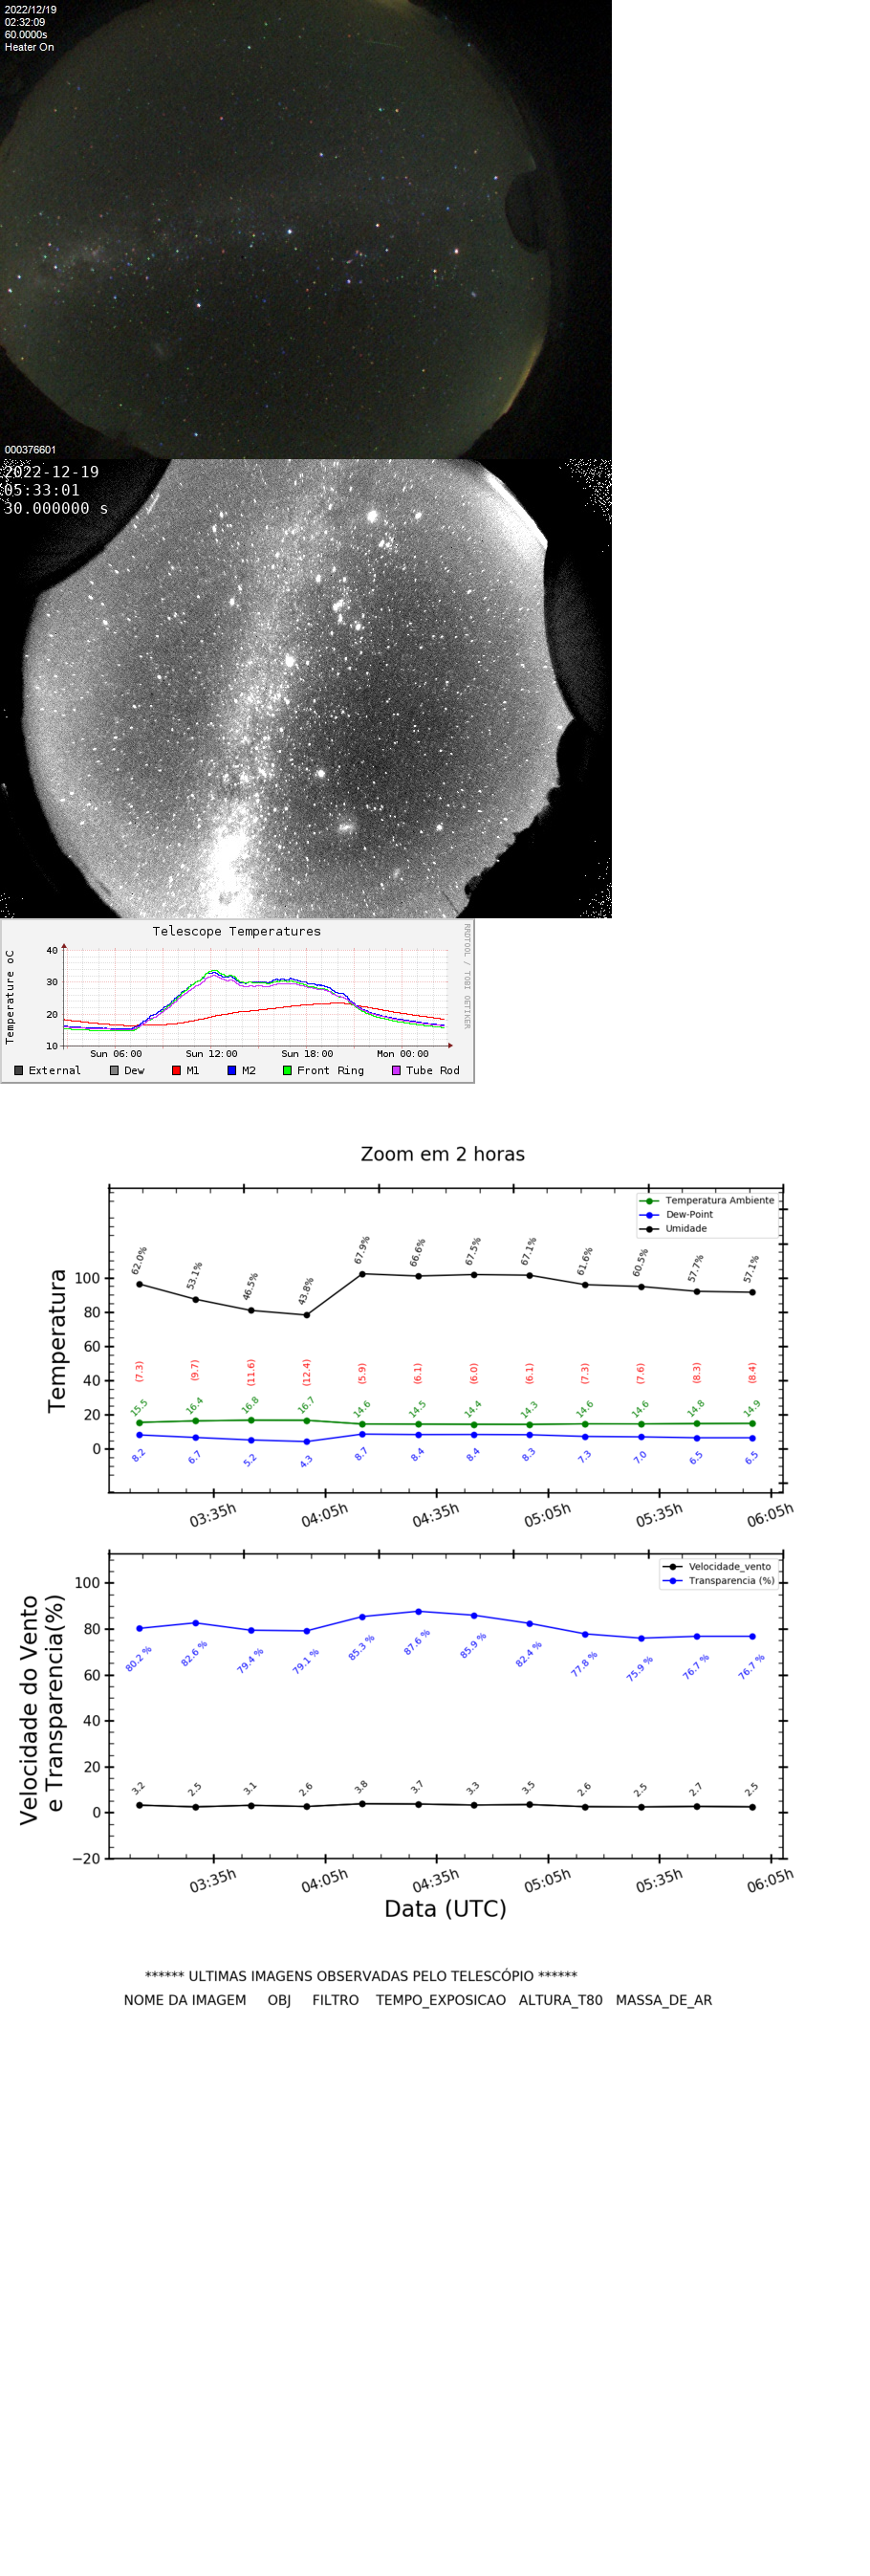 2022/12/19
02:32:09
60.0000s
Heater On
000376601
2022-12-19
05:33:01
30.000000 s
Telescope Temperatures
RRDTOOL / TOBI OETIKER
Temperature oC
40
30
20
10
Sun 06:00 Sun 12:00 Sun 18:00 Mon 00:00
External Dew M1 M2 Front Ring Tube Rod
Zoom em 2 horas
Temperatura Ambiente
Dew-Point
Umidade
Temperatura
100
80
60
40
20
0
62.0% 53.1% 46.5% 43.8% 67.9% 66.6% 67.5% 67.1% 61.6% 60.5% 57.7% 57.1%
(7.3) (9.7) (11.6) (12.4) (5.9) (6.1) (6.0) (6.1) (7.3) (7.6) (8.3) (8.4)
15.5 16.4 16.8 16.7 14.6 14.5 14.4 14.3 14.6 14.6 14.8 14.9
8.2 6.7 5.2 4.3 8.7 8.4 8.4 8.3 7.3 7.0 6.5 6.5
03:35h 04:05h 04:35h 05:05h 05:35h 06:05h
Velocidade_vento
Transparencia (%)
Velocidade do Vento
e Transparencia(%)
100
80
60
40
20
0
−20
80.2 % 82.6 % 79.4 % 79.1 % 85.3 % 87.6 % 85.9 % 82.4 % 77.8 % 75.9 % 76.7 % 76.7 %
3.2 2.5 3.1 2.6 3.8 3.7 3.3 3.5 2.6 2.5 2.7 2.5
03:35h 04:05h 04:35h 05:05h 05:35h 06:05h
Data (UTC)
****** ULTIMAS IMAGENS OBSERVADAS PELO TELESCÓPIO ******
NOME DA IMAGEM OBJ FILTRO TEMPO_EXPOSICAO ALTURA_T80 MASSA_DE_AR